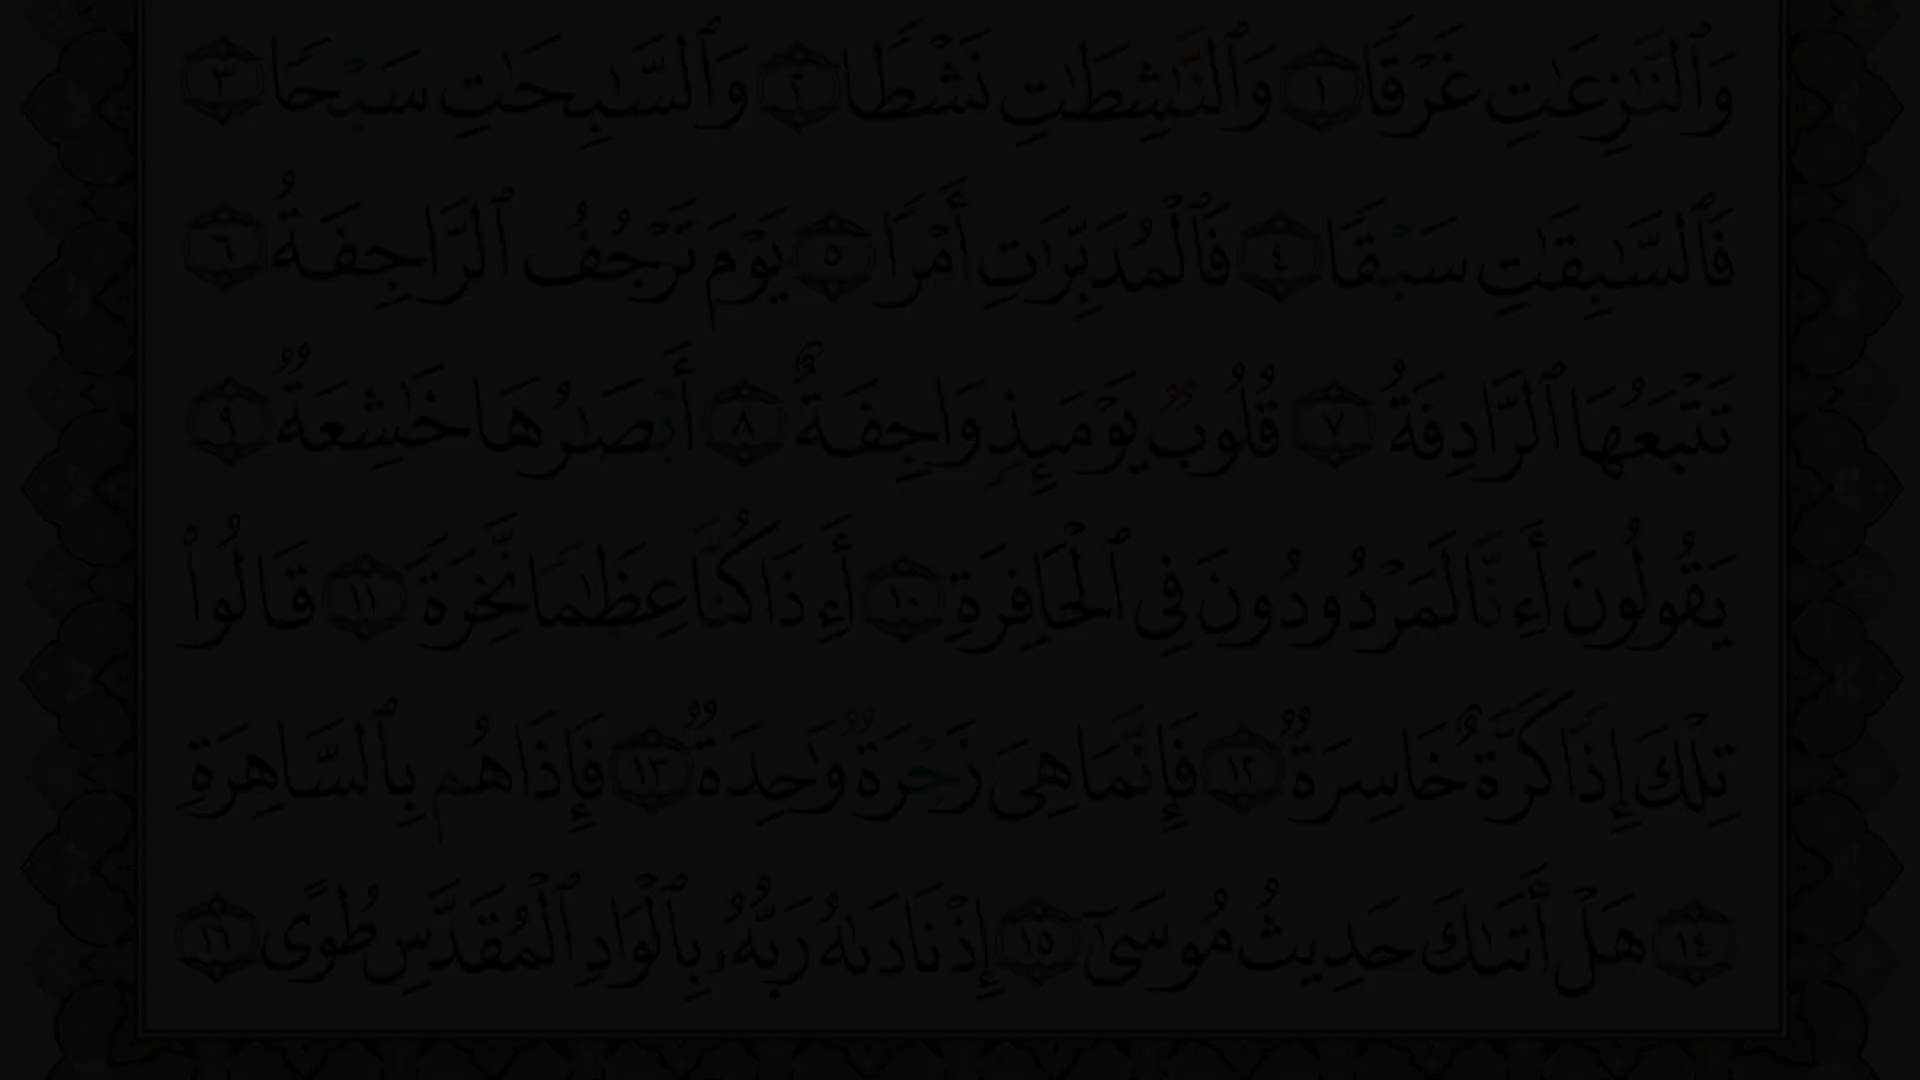 وَٱلنَّٰزِعَٰتِ غَرْقًا ١ وَٱلنَّٰشِطَٰتِ نَشْطًا ٢ وَٱلسَّٰبِحَٰتِ سَبْحًا ٣
فَٱلسَّٰبِقَٰتِ سَبْقًا ٤ فَٱلْمُدَبِّرَٰتِ أَمْرًا ٥ يَوْمَ تَرْجُفُ ٱلرَّاجِفَةُ ٦
تَتْبَعُهَا ٱلرَّادِفَةُ ٧ قُلُوبٌ يَوْمَئِذٍ وَاجِفَةٌ ٨ أَبْصَٰرُهَا خَٰشِعَةٌ ٩
يَقُولُونَ أَءِنَّا لَمَرْدُودُونَ فِى ٱلْحَافِرَةِ ١٠ أَءِذَا كُنَّا عِظَٰمًا نَّخِرَةً ١١ قَالُوا۟
تِلْكَ إِذًا كَرَّةٌ خَاسِرَةٌ ١٢ فَإِنَّمَا هِىَ زَجْرَةٌ وَٰحِدَةٌ ١٣ فَإِذَا هُم بِٱلسَّاهِرَةِ
١٤ هَلْ أَتَىٰكَ حَدِيثُ مُوسَىٰٓ ١٥ إِذْ نَادَىٰهُ رَبُّهُۥ بِٱلْوَادِ ٱلْمُقَدَّسِ طُوًى ١٦